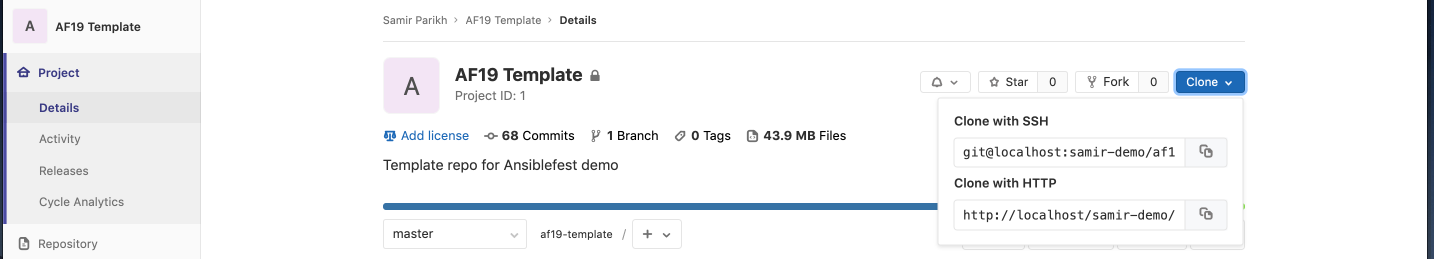 A AF19 Template
Project
Details
Activity
Releases
Cycle Analytics
Repository
Samir Parikh > AF19 Template > Details
A
AF19 Template
Project ID: 1
Star 0
Fork 0
Clone
Add license 68 Commits 1 Branch 0 Tags 43.9 MB Files
Template repo for Ansiblefest demo
Clone with SSH
git@localhost:samir-demo/af1
Clone with HTTP
http://localhost/samir-demo/
master
af19-template / +